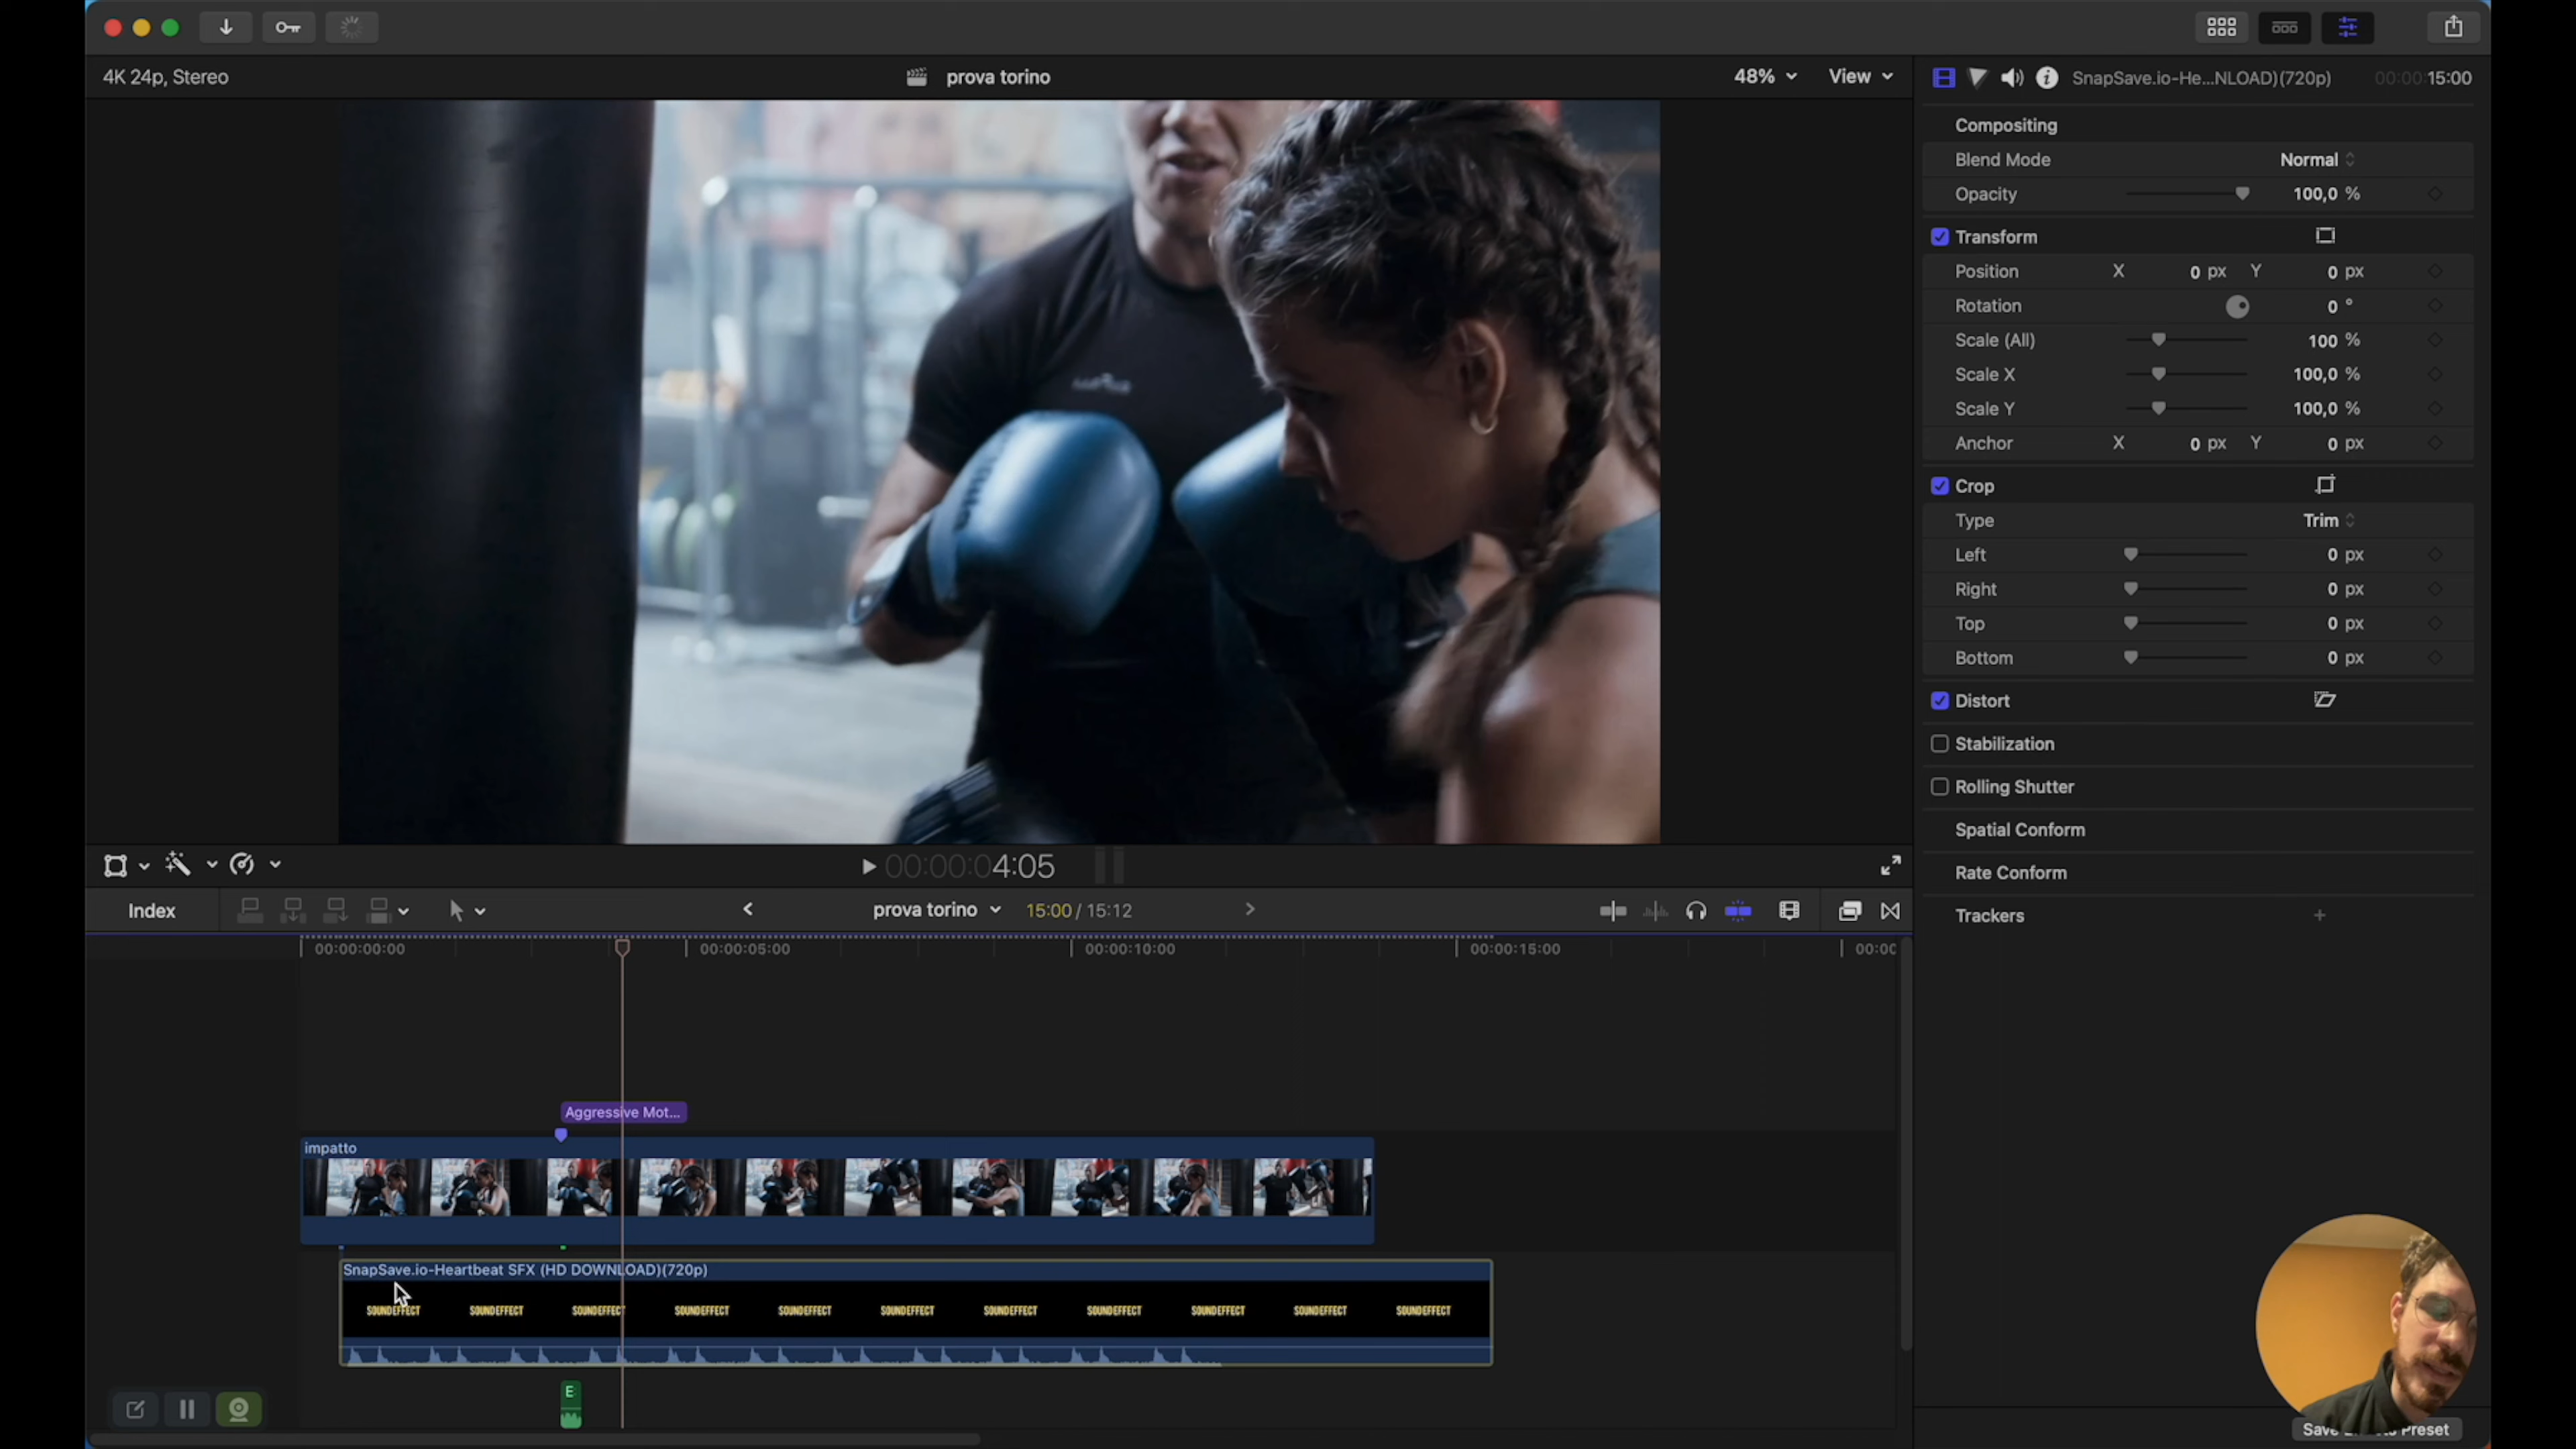 4K 24p, Stereo
prova torino
48%
View
SnapSave.io-He...NLOAD)(720p)
00:00:15:00
Compositing
Blend Mode
Normal
Opacity
100,0 %
Transform
Position
X
0 px
Y
0 px
Rotation
0 °
Scale (All)
100 %
Scale X
100,0 %
Scale Y
100,0 %
Anchor
X
0 px
Y
0 px
Crop
Type
Trim
Left
0 px
Right
0 px
Top
0 px
Bottom
0 px
Distort
Stabilization
Rolling Shutter
Spatial Conform
Rate Conform
Trackers
00:00:04:05
Index
prova torino
15:00 / 15:12
00:00:00:00
00:00:05:00
00:00:10:00
00:00:15:00
00:00
Aggressive Mot...
impatto
SnapSave.io-Heartbeat SFX (HD DOWNLOAD)(720p)
SOUNDEFFECT SOUNDEFFECT SOUNDEFFECT SOUNDEFFECT SOUNDEFFECT SOUNDEFFECT SOUNDEFFECT SOUNDEFFECT SOUNDEFFECT SOUNDEFFECT SOUNDEFFECT
E
Save
Preset